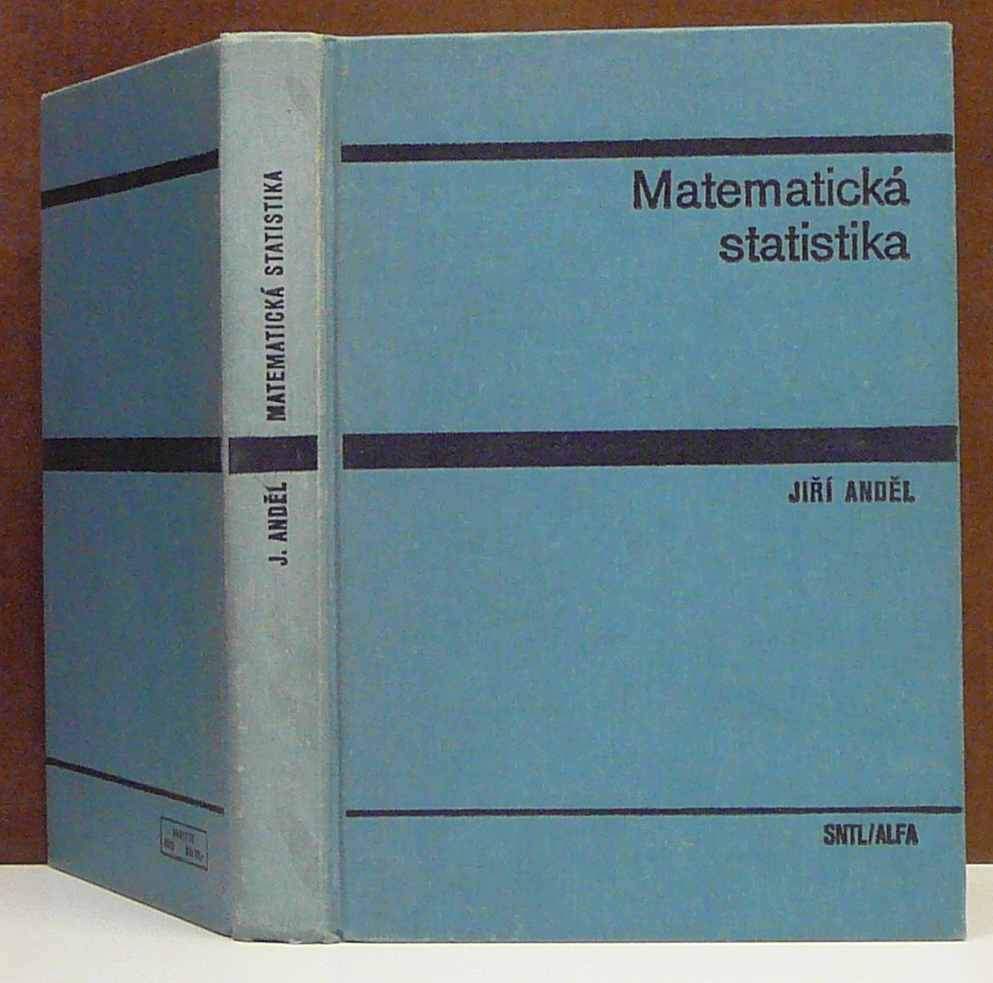 Matematická
statistika
JIŘÍ ANDĚL
SNTL/ALFA
J. ANDĚL MATEMATICKÁ STATISTIKA